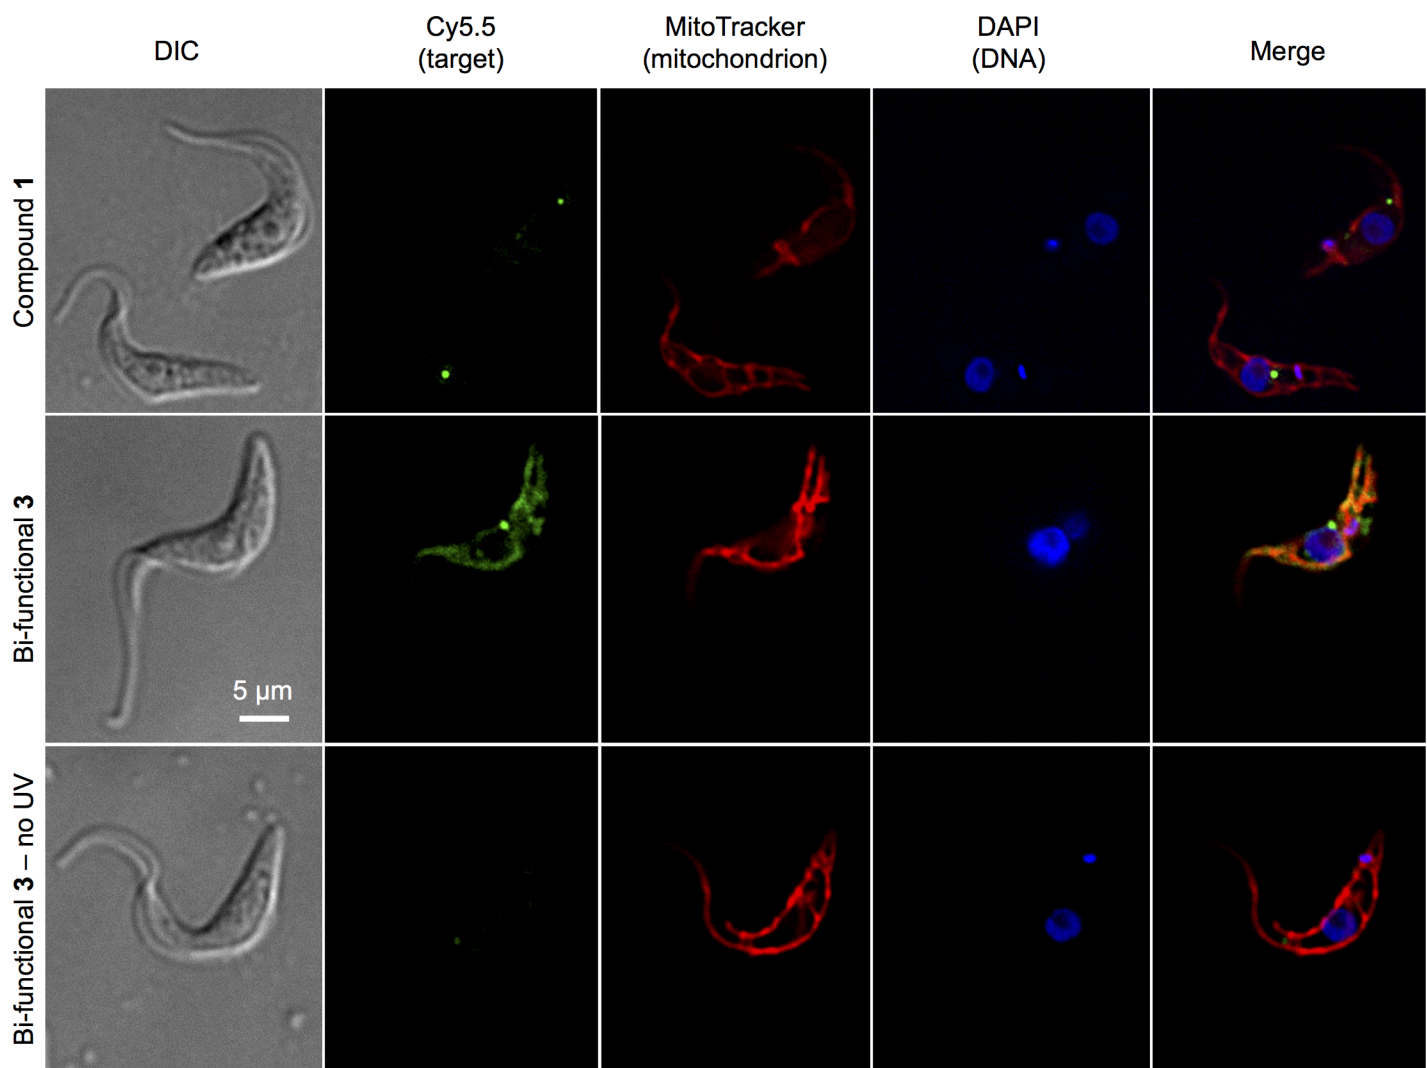 DIC
Cy5.5
(target)
MitoTracker
(mitochondrion)
DAPI
(DNA)
Merge
Compound 1
Bi-functional 3
5 μm
Bi-functional 3 – no UV